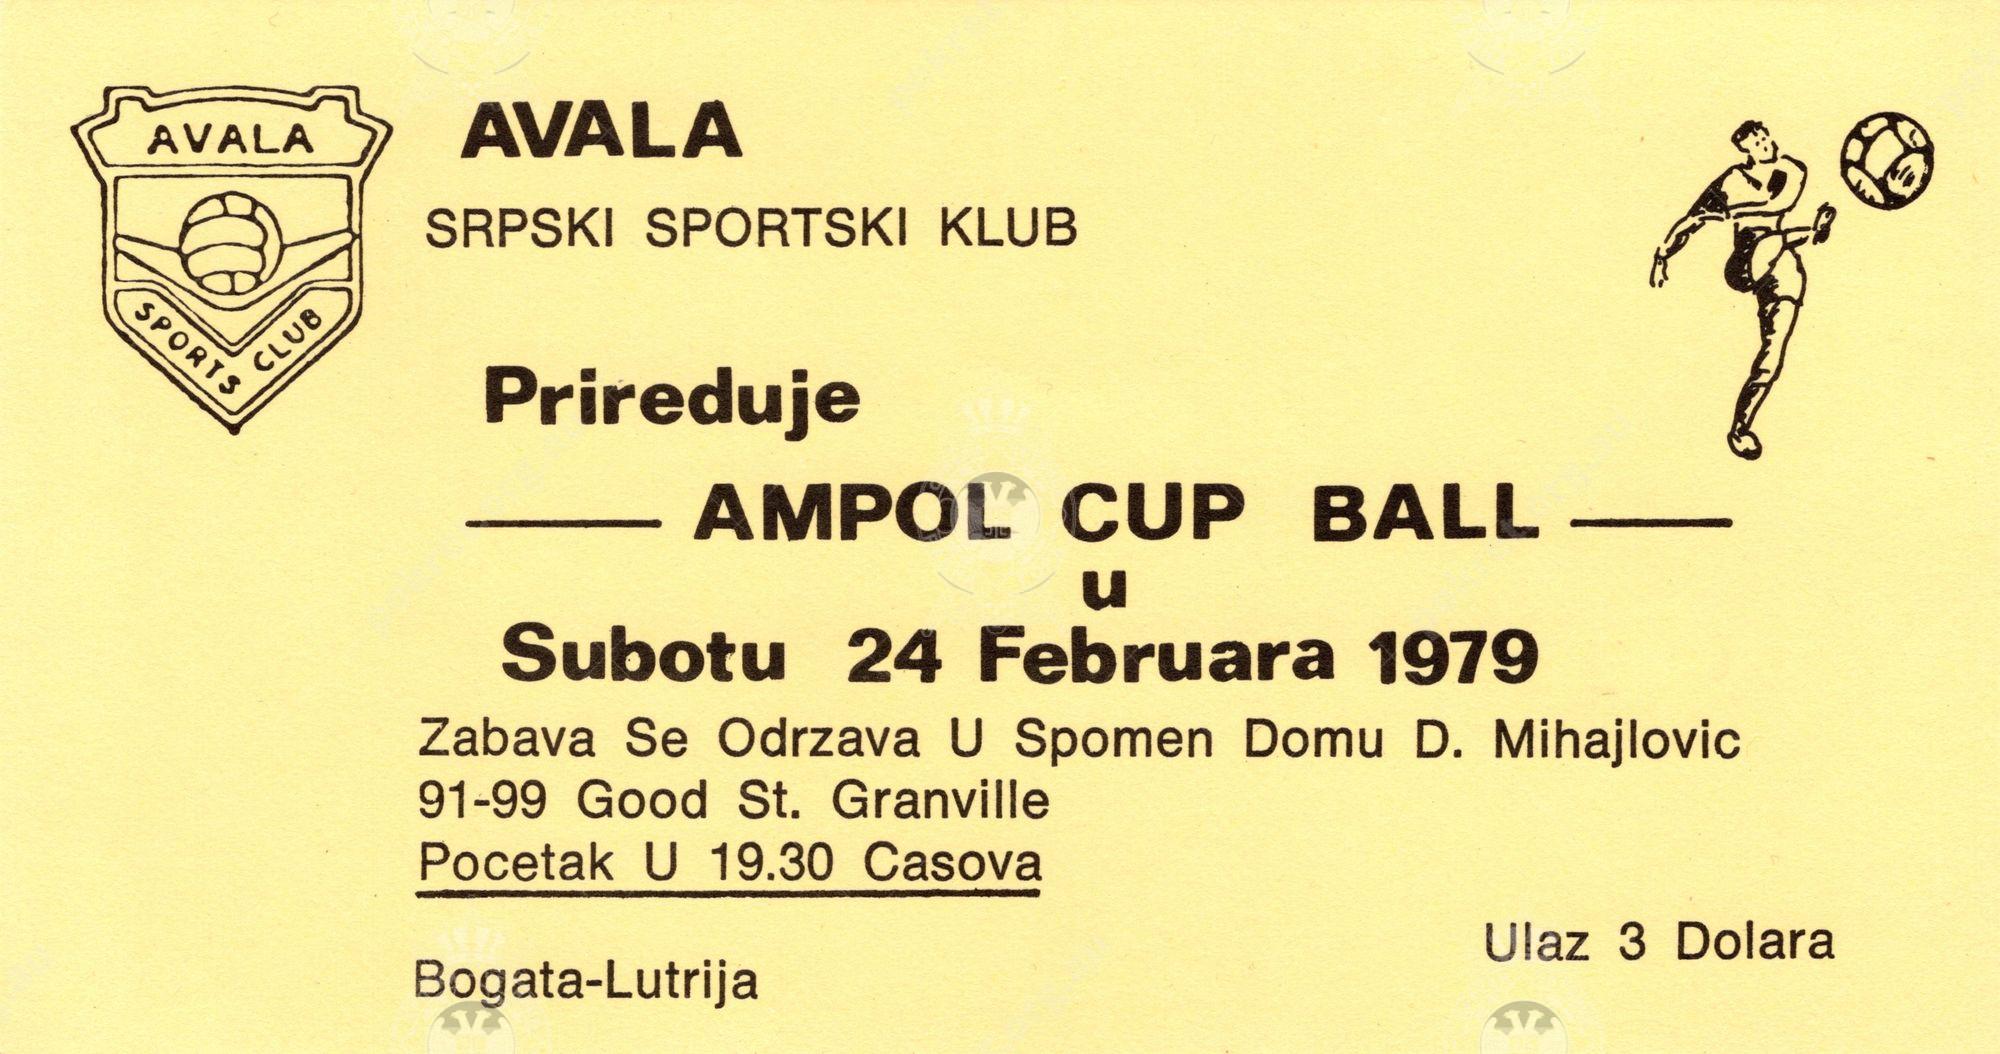 AVALA
SPORTS CLUB
AVALA
SRPSKI SPORTSKI KLUB
Prireduje
AMPOL CUP BALL
u
Subotu 24 Februara 1979
Zabava Se Odrzava U Spomen Domu D. Mihajlovic
91-99 Good St. Granville
Pocetak U 19.30 Casova
Ulaz 3 Dolara
Bogata-Lutrija